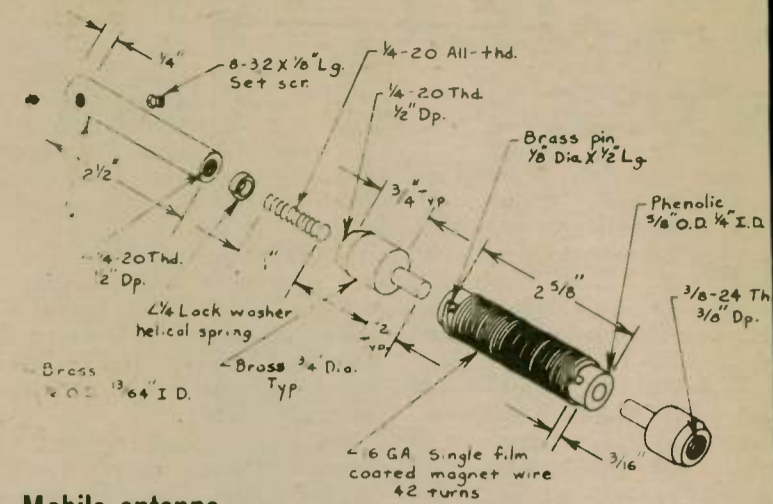 1/4"
8-32 X 1/8" Lg.
Set scr.
1/4-20 All-thd.
1/4-20 Thd.
1/2" Dp.
Brass pin
1/8" Dia X 1/2" Lg
3/4" Typ
Phenolic
5/8" O.D. 1/4" I.D.
2 1/2"
2 5/8"
3/8-24 Th
3/8" Dp.
1/4-20 Thd.
Dp.
1/4 Lock washer
helical spring
Brass 3/4" Dia.
Typ
Brass
13/64" I D.
3/16"
6 GA Single film
coated magnet wire
42 turns
Mobile antenna